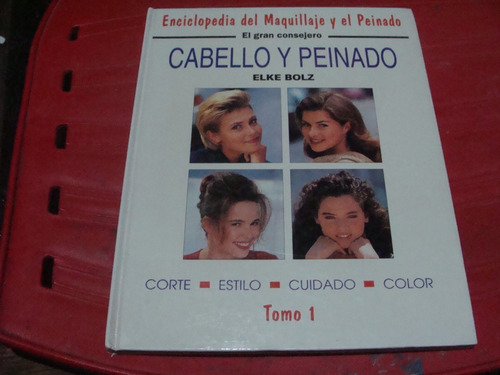 Enciclopedia del Maquillaje y el Peinado
El gran consejero
CABELLO Y PEINADO
ELKE BOLZ
CORTE ▪ ESTILO ▪ CUIDADO ▪ COLOR
Tomo 1